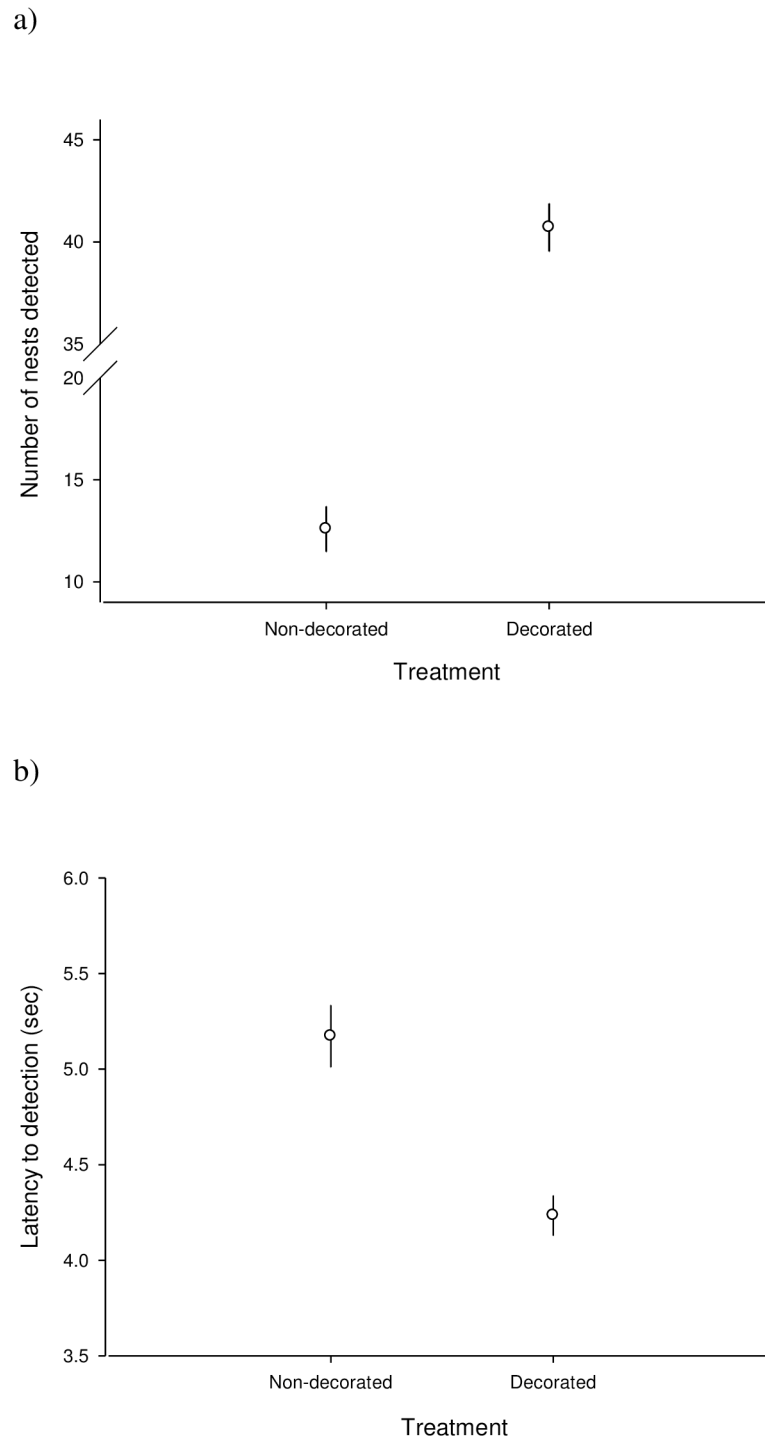 a)
45
40
35
20
15
10
Number of nests detected
Non-decorated Decorated
Treatment
b)
6.0
5.5
5.0
4.5
4.0
3.5
Latency to detection (sec)
Non-decorated Decorated
Treatment